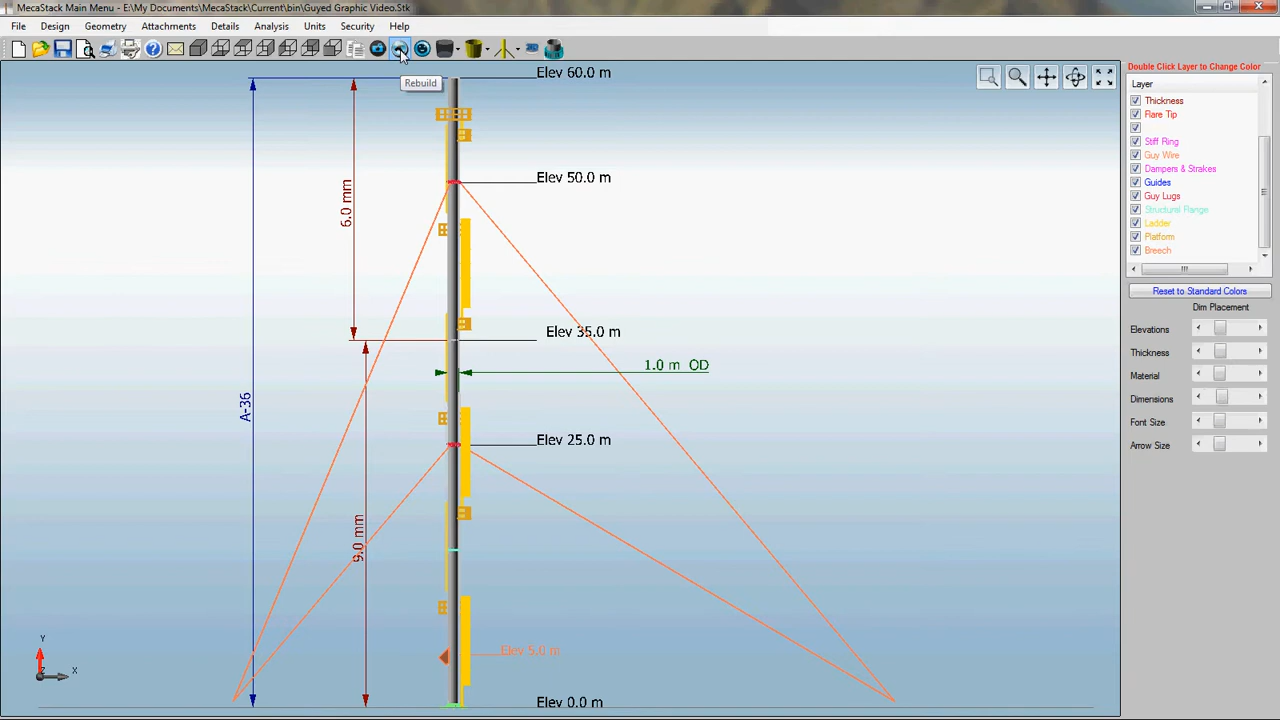 MecaStack Main Menu - E:\My Documents\MecaStack\Current\bin\Guyed Graphic Video.Stk
File Design Geometry Attachments Details Analysis Units Security Help
Rebuild
Double Click Layer to Change Color
Layer
Thickness
Flare Tip
Stiff Ring
Guy Wire
Dampers & Strakes
Guides
Guy Lugs
Structural Flange
Ladder
Platform
Breech
Reset to Standard Colors
Dim Placement
Elevations
Thickness
Material
Dimensions
Font Size
Arrow Size
Elev 60.0 m
Elev 50.0 m
6.0 mm
Elev 35.0 m
1.0 m OD
A-36
Elev 25.0 m
9.0 mm
Elev 5.0 m
Elev 0.0 m
Y
Z
X